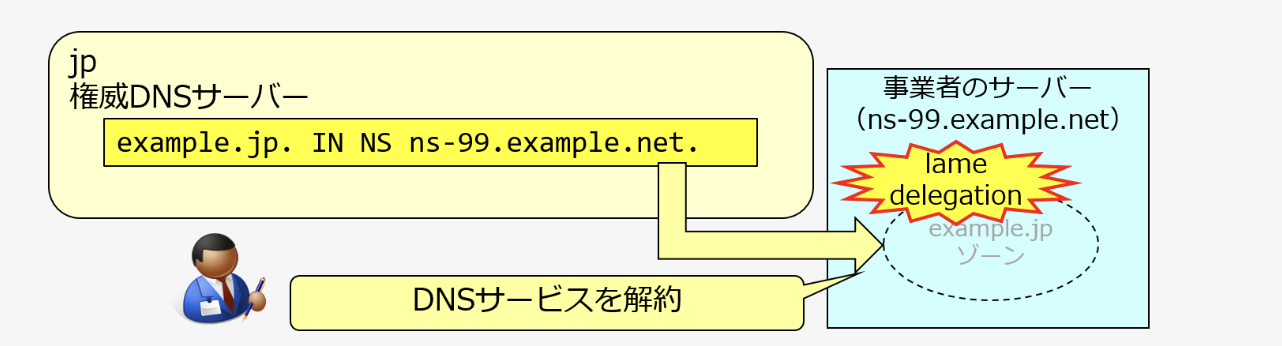 jp
権威DNSサーバー
example.jp. IN NS ns-99.example.net.
事業者のサーバー
（ns-99.example.net）
lame
delegation
example.jp
ゾーン
DNSサービスを解約